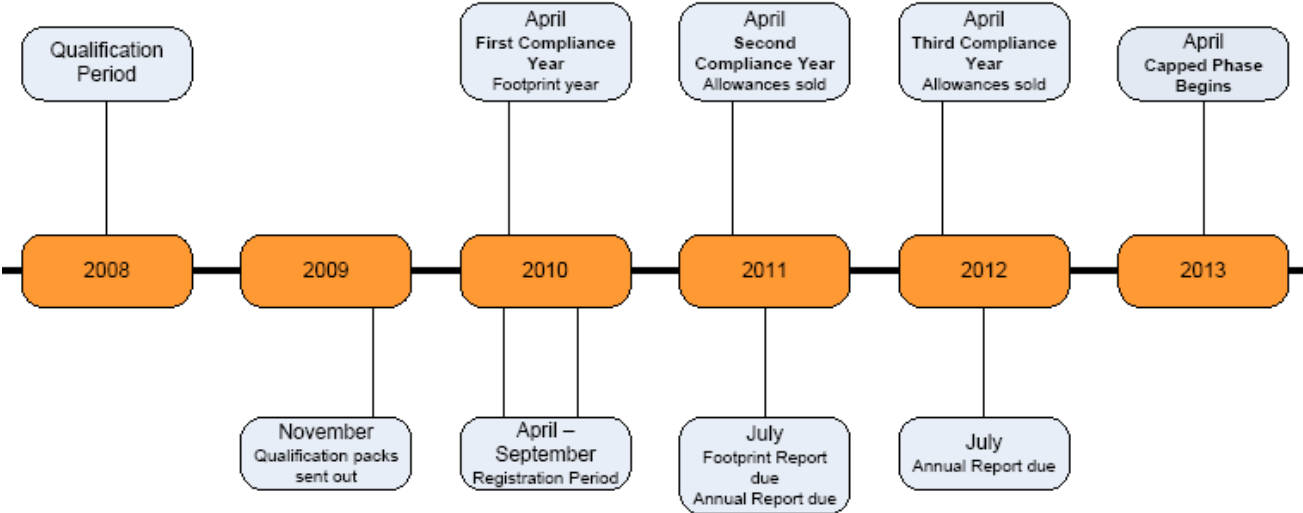 Qualification
Period
April
First Compliance
Year
Footprint year
April
Second
Compliance Year
Allowances sold
April
Third Compliance
Year
Allowances sold
April
Capped Phase
Begins
2008
2009
2010
2011
2012
2013
November
Qualification packs
sent out
April –
September
Registration Period
July
Footprint Report
due
Annual Report due
July
Annual Report due